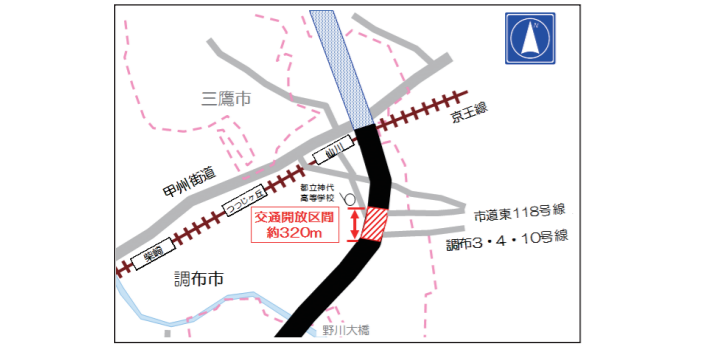 N
三鷹市
京王線
仙川
甲州街道
都立神代
高等学校
つつじヶ丘
市道東118号線
交通開放区間
約320m
調布3・4・10号線
柴崎
調布市
野川大橋